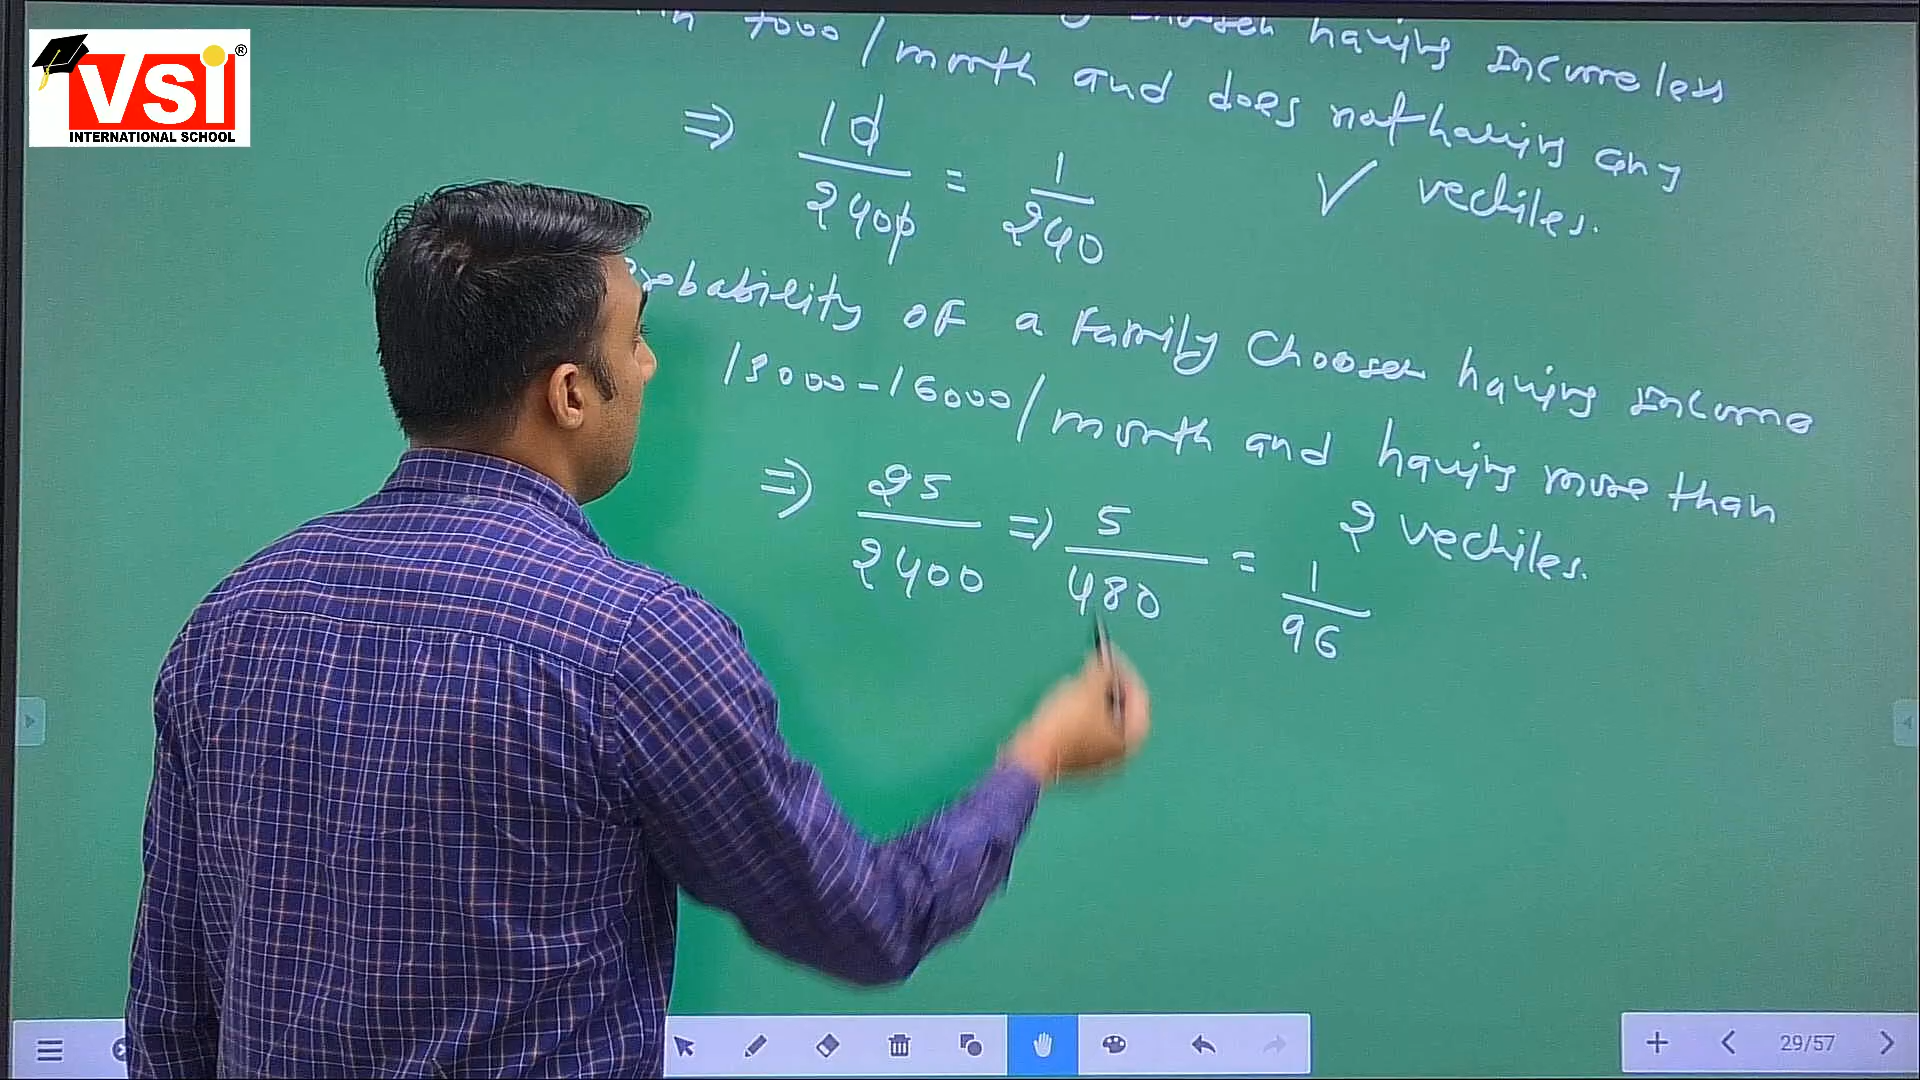 VSI ®
INTERNATIONAL SCHOOL
7000/month and does not having any
having Income less
vechiles.
⇒ 10/2400 = 1/240 ✓
Probability of a Family Choosen having Income
13000-16000/month and having more than
2 vechiles.
⇒ 25/2400 ⇒ 5/480 = 1/96
29/57